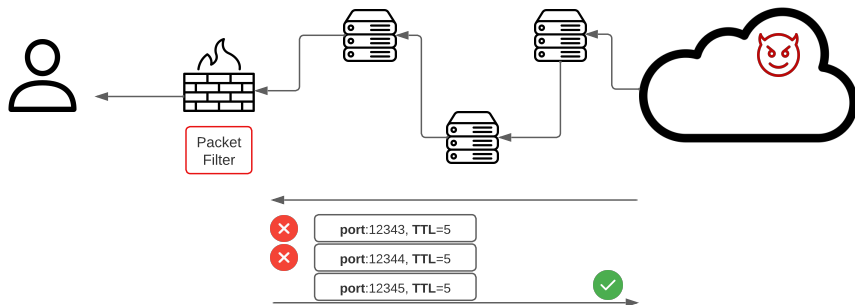 Packet
Filter
port:12343, TTL=5
port:12344, TTL=5
port:12345, TTL=5